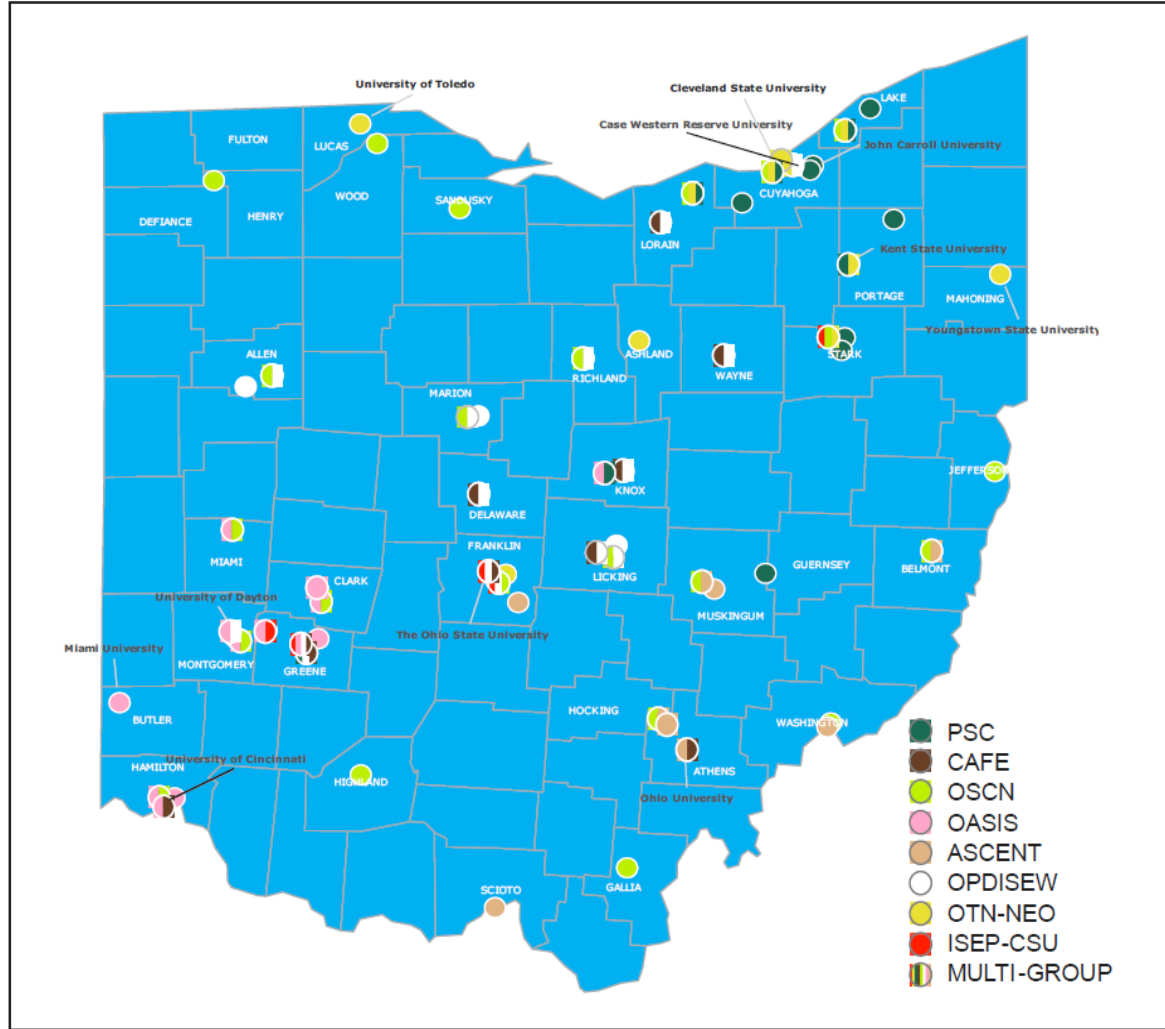 University of Toledo
Cleveland State University
LAKE
Case Western Reserve University
FULTON
LUCAS
John Carroll University
CUYAHOGA
WOOD
SANDUSKY
DEFIANCE
HENRY
LORAIN
Kent State University
PORTAGE
MAHONING
Youngstown State University
ALLEN
ASHLAND
STARK
RICHLAND
WAYNE
MARION
JEFFERSON
KNOX
DELAWARE
FRANKLIN
MIAMI
CLARK
LICKING
GUERNSEY
BELMONT
University of Dayton
MUSKINGUM
The Ohio State University
Miami University
MONTGOMERY
GREENE
HOCKING
WASHINGTON
BUTLER
University of Cincinnati
ATHENS
HAMILTON
HIGHLAND
Ohio University
GALLIA
SCIOTO
PSC
CAFE
OSCN
OASIS
ASCENT
OPDISEW
OTN-NEO
ISEP-CSU
MULTI-GROUP